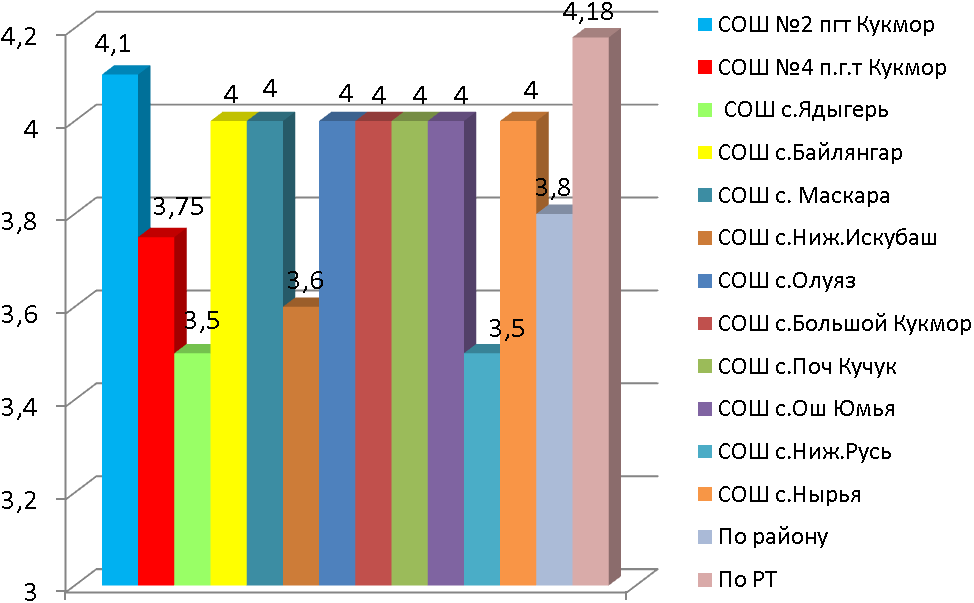 4,2
4
3,8
3,6
3,4
3,2
3
4,1
3,75
3,5
4
4
3,6
4
4
4
4
3,5
4
3,8
4,18
СОШ №2 пгт Кукмор
СОШ №4 п.г.т Кукмор
СОШ с.Ядыгерь
СОШ с.Байлянгар
СОШ с. Маскара
СОШ с.Ниж.Искубаш
СОШ с.Олуяз
СОШ с.Большой Кукмор
СОШ с.Поч Кучук
СОШ с.Ош Юмья
СОШ с.Ниж.Русь
СОШ с.Нырья
По району
По РТ